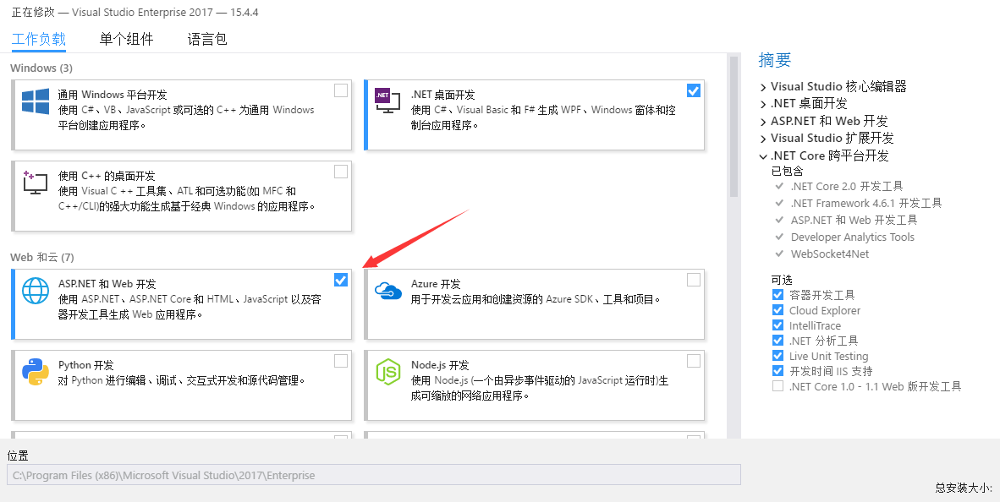 正在修改 — Visual Studio Enterprise 2017 — 15.4.4
工作负载 单个组件 语言包
Windows (3)
通用 Windows 平台开发
使用 C#、VB、JavaScript 或可选的 C++ 为通用 Windows
平台创建应用程序。
.NET
.NET 桌面开发
使用 C#、Visual Basic 和 F# 生成 WPF、Windows 窗体和控
制台应用程序。
使用 C++ 的桌面开发
使用 Visual C ++ 工具集、ATL 和可选功能(如 MFC 和
C++/CLI)的强大功能生成基于经典 Windows 的应用程序。
Web 和云 (7)
ASP.NET 和 Web 开发
使用 ASP.NET、ASP.NET Core 和 HTML、JavaScript 以及容
器开发工具生成 Web 应用程序。
Azure 开发
用于开发云应用和创建资源的 Azure SDK、工具和项目。
Python 开发
对 Python 进行编辑、调试、交互式开发和源代码管理。
JS
Node.js 开发
使用 Node.js (一个由异步事件驱动的 JavaScript 运行时)生
成可缩放的网络应用程序。
位置
C:\Program Files (x86)\Microsoft Visual Studio\2017\Enterprise
摘要
Visual Studio 核心编辑器
.NET 桌面开发
ASP.NET 和 Web 开发
Visual Studio 扩展开发
.NET Core 跨平台开发
已包含
.NET Core 2.0 开发工具
.NET Framework 4.6.1 开发工具
ASP.NET 和 Web 开发工具
Developer Analytics Tools
WebSocket4Net
可选
容器开发工具
Cloud Explorer
IntelliTrace
.NET 分析工具
Live Unit Testing
开发时间 IIS 支持
.NET Core 1.0 - 1.1 Web 版开发工具
总安装大小: